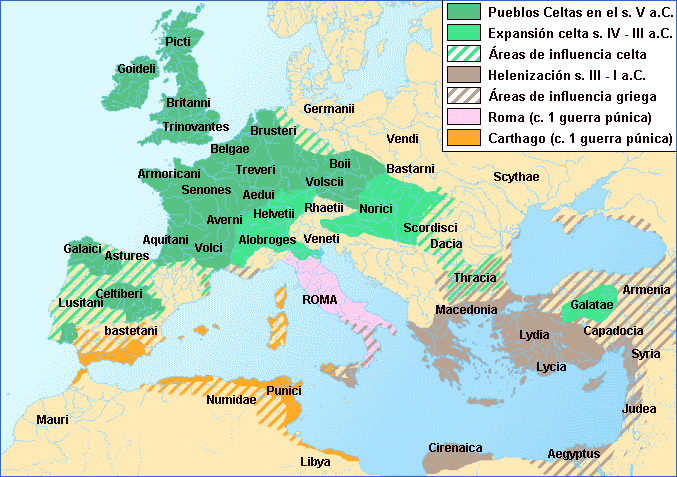 Pueblos Celtas en el s. V a.C.
Expansión celta s. IV - III a.C.
Áreas de influencia celta
Helenización s. III - I a.C.
Áreas de influencia griega
Roma (c. 1 guerra púnica)
Carthago (c. 1 guerra púnica)
Picti
Goideli
Britanni
Trinovantes
Germanii
Brusteri
Vendi
Belgae
Boii
Bastarni
Armoricani
Treveri
Scythae
Volscii
Senones
Aedui
Rhaetii
Norici
Helvetii
Averni
Scordisci
Aquitani
Alobroges
Veneti
Dacia
Galaici
Volci
Astures
Thracia
Armenia
Celtiberi
ROMA
Galatae
Lusitani
Macedonia
bastetani
Lydia
Capadocia
Syria
Lycia
Punici
Numidae
Judea
Mauri
Cirenaica
Aegyptus
Libya